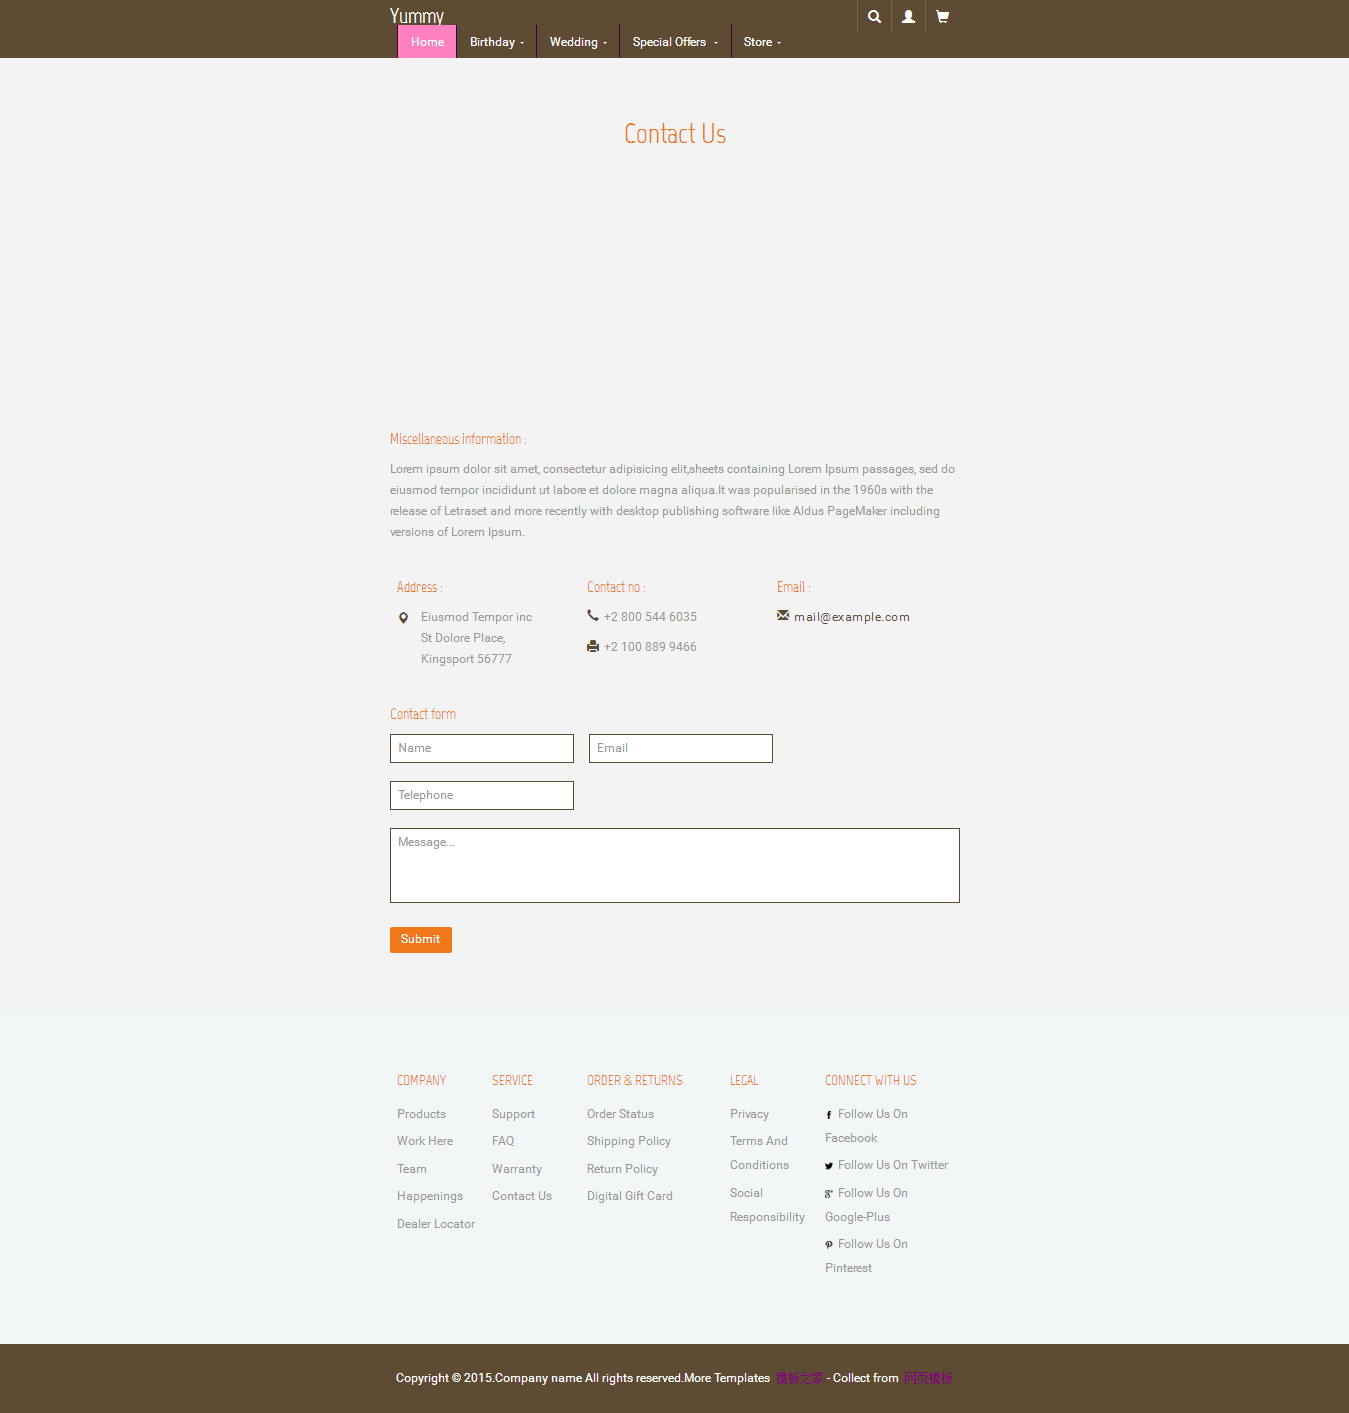 Yummy
Home Birthday Wedding Special Offers Store
Contact Us
Miscellaneous information :
Lorem ipsum dolor sit amet, consectetur adipisicing elit,sheets containing Lorem Ipsum passages, sed do
eiusmod tempor incididunt ut labore et dolore magna aliqua.It was popularised in the 1960s with the
release of Letraset and more recently with desktop publishing software like Aldus PageMaker including
versions of Lorem Ipsum.
Address :
Eiusmod Tempor inc
St Dolore Place,
Kingsport 56777
Contact no :
+2 800 544 6035
+2 100 889 9466
Email :
mail@example.com
Contact form
Name
Email
Telephone
Message...
Submit
COMPANY
Products
Work Here
Team
Happenings
Dealer Locator
SERVICE
Support
FAQ
Warranty
Contact Us
ORDER & RETURNS
Order Status
Shipping Policy
Return Policy
Digital Gift Card
LEGAL
Privacy
Terms And
Conditions
Social
Responsibility
CONNECT WITH US
Follow Us On
Facebook
Follow Us On Twitter
Follow Us On
Google-Plus
Follow Us On
Pinterest
Copyright © 2015.Company name All rights reserved.More Templates 模板之家 - Collect from 网页模板